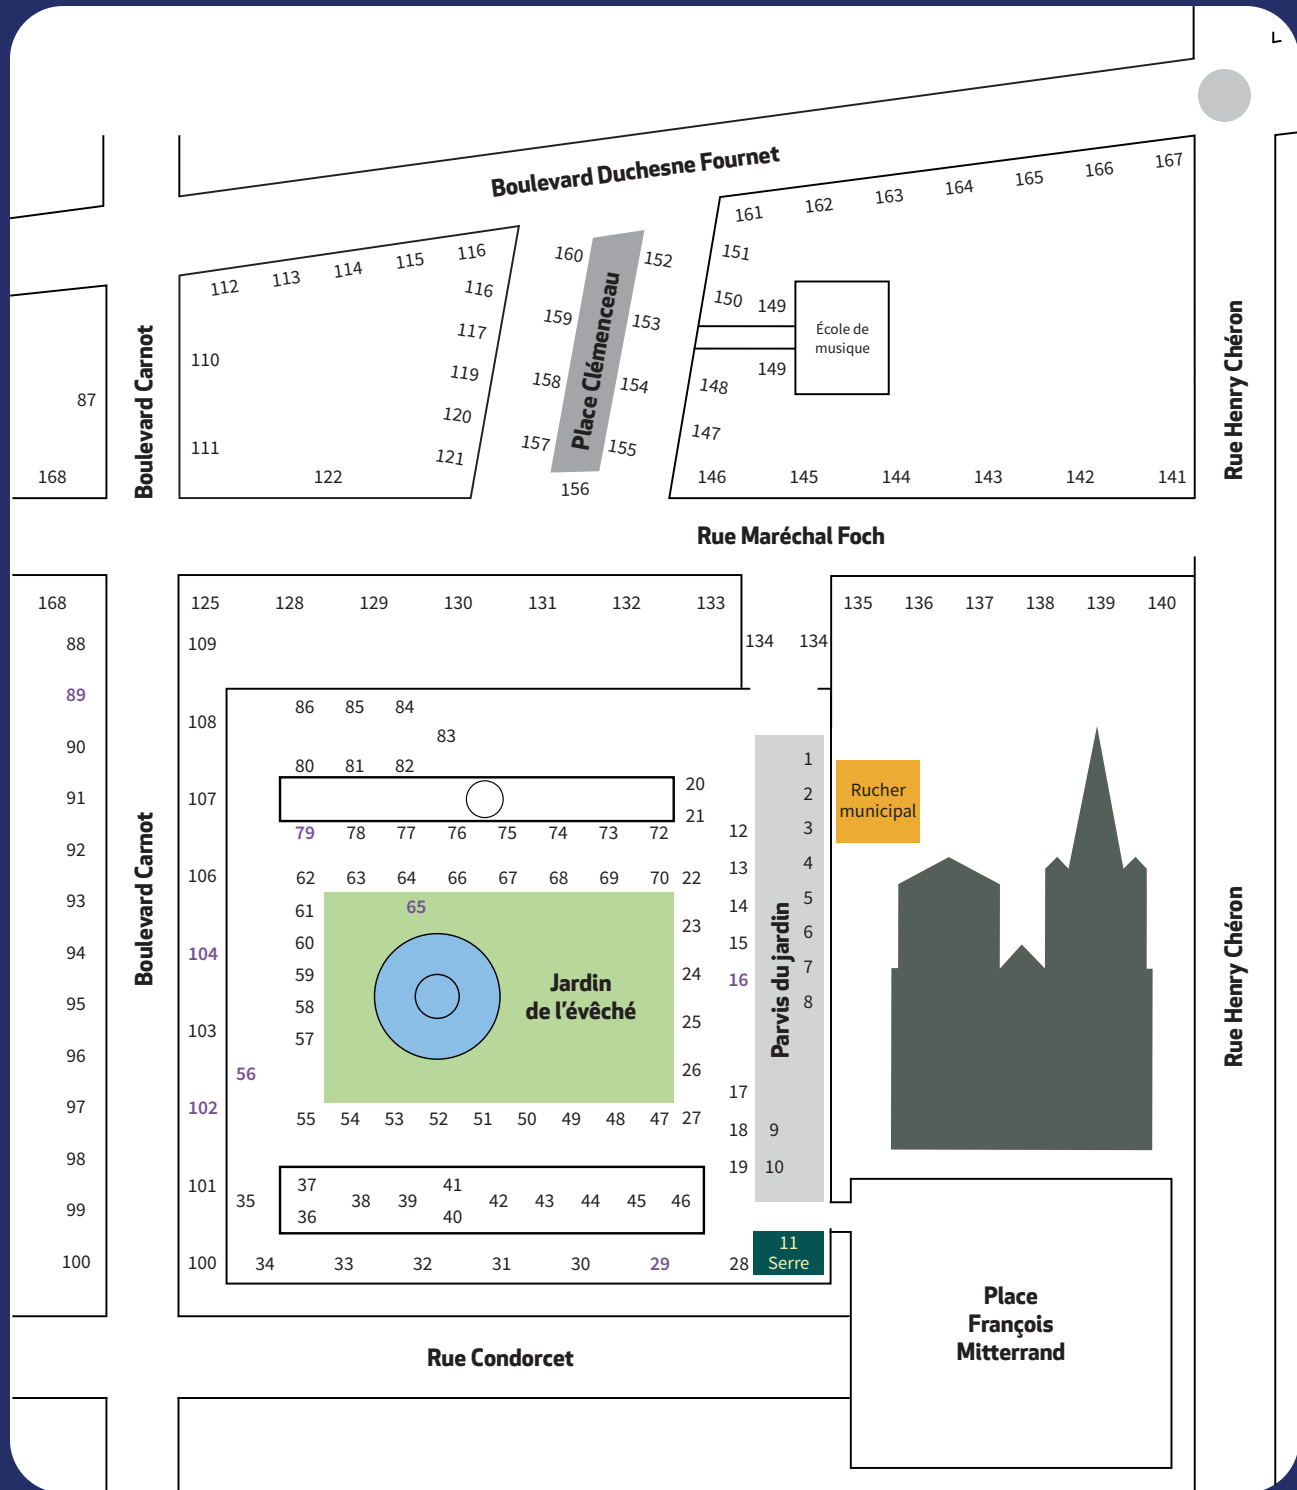 Boulevard Duchesne Fournet
161 162 163 164 165 166 167
112 113 114 115 116
116
117
119
120
121
110
111
122
87
168
Boulevard Carnot
160
159
158
157
Place Clémenceau
152
153
154
155
156
151
150 149
École de
musique
149
148
147
146 145 144 143 142 141
Rue Henry Chéron
Rue Maréchal Foch
168
88
89
90
91
92
93
94
95
96
97
98
99
100
Boulevard Carnot
125 128 129 130 131 132 133
109
108
107
106
104
103
102
101
100
134 134
135 136 137 138 139 140
86 85 84
83
80 81 82
20
21
79 78 77 76 75 74 73 72
62 63 64 66 67 68 69 70 22
61
60
59
58
57
56
65
Jardin
de l'évêché
23
24
25
26
55 54 53 52 51 50 49 48 47 27
12
13
14
15
16
17
18 9
19 10
1
2
3
4
5
6
7
8
Parvis du jardin
Rucher
municipal
35
37 41
38 39 42 43 44 45 46
36 40
34 33 32 31 30 29 28
11
Serre
Rue Henry Chéron
Place
François
Mitterrand
Rue Condorcet